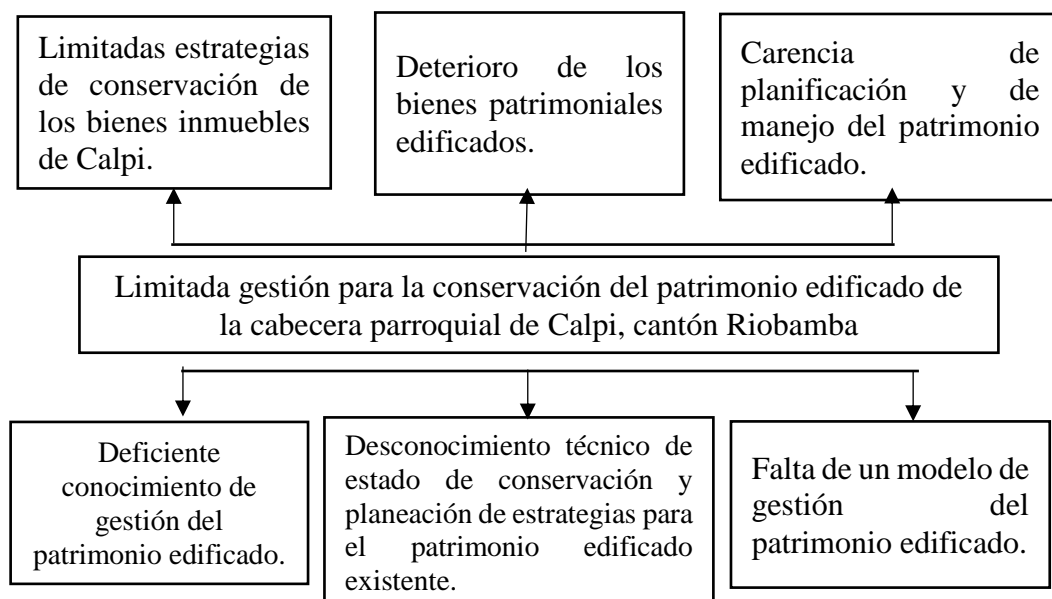 Limitadas estrategias
de conservación de
los bienes inmuebles
de Calpi.
Deterioro de los
bienes patrimoniales
edificados.
Carencia de
planificación y de
manejo del patrimonio
edificado.
Limitada gestión para la conservación del patrimonio edificado de
la cabecera parroquial de Calpi, cantón Riobamba
Deficiente
conocimiento de
gestión del
patrimonio edificado.
Desconocimiento técnico de
estado de conservación y
planeación de estrategias para
el patrimonio edificado
existente.
Falta de un modelo de
gestión del
patrimonio edificado.